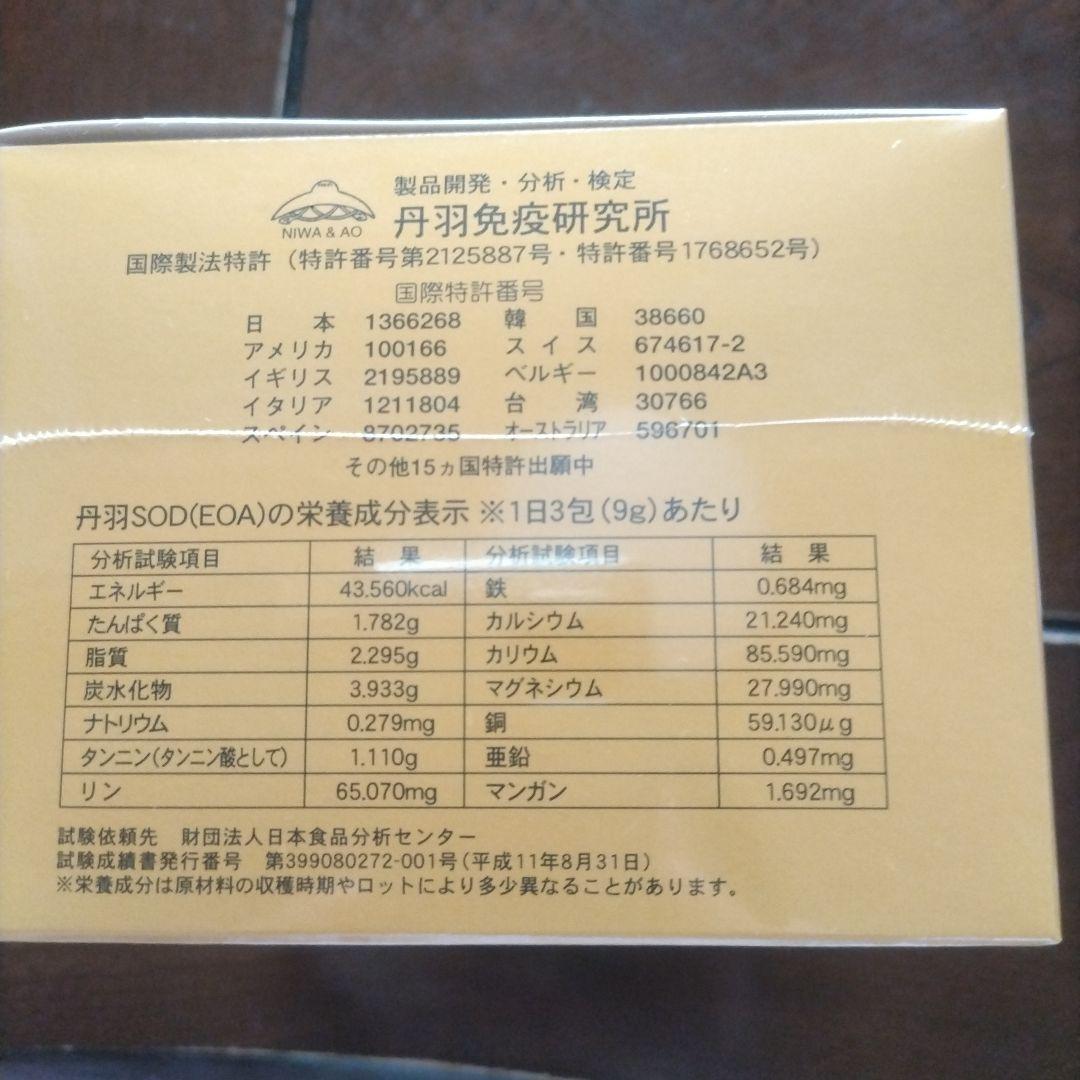 製品開発・分析・検定
NIWA & AO 丹羽免疫研究所
国際製法特許（特許番号第2125887号・特許番号1768652号）
国際特許番号
日本 1366268 韓国 38660
アメリカ 100166 スイス 674617-2
イギリス 2195889 ベルギー 1000842A3
イタリア 1211804 台湾 30766
スペイン 8702735 オーストラリア 596701
その他15ヵ国特許出願中
丹羽SOD(EOA)の栄養成分表示 ※1日3包(9g)あたり
分析試験項目 結果 分析試験項目 結果
エネルギー 43.560kcal 鉄 0.684mg
たんぱく質 1.782g カルシウム 21.240mg
脂質 2.295g カリウム 85.590mg
炭水化物 3.933g マグネシウム 27.990mg
ナトリウム 0.279mg 銅 59.130μg
タンニン(タンニン酸として) 1.110g 亜鉛 0.497mg
リン 65.070mg マンガン 1.692mg
試験依頼先 財団法人日本食品分析センター
試験成績書発行番号 第399080272-001号(平成11年8月31日)
※栄養成分は原材料の収穫時期やロットにより多少異なることがあります。